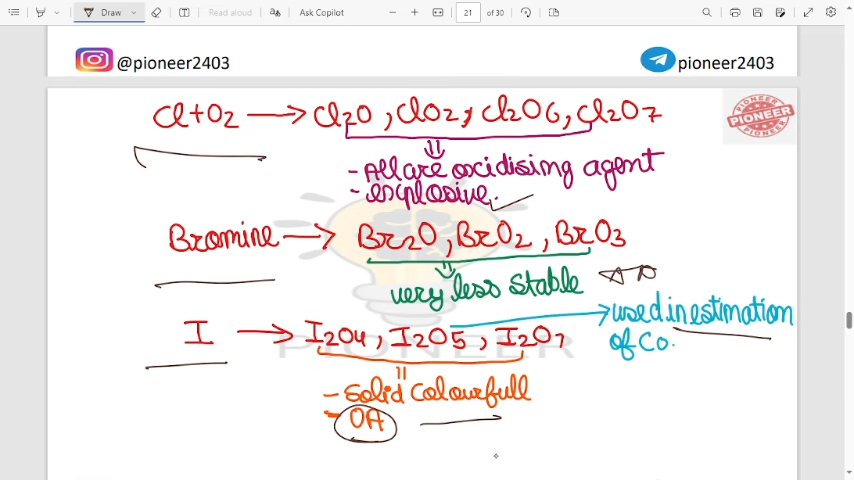 Draw
Read aloud
Ask Copilot
21 of 30
@pioneer2403
pioneer2403
Cl+O2 → Cl2O, ClO2, Cl2O6, Cl2O7
PIONEER
- All are oxidising agent
- explosive.
Bromine → Br2O, BrO2, BrO3
very less stable
used in estimation
of Co.
I → I2O4, I2O5, I2O7
PIONEER
- Solid Colourfull
- OA